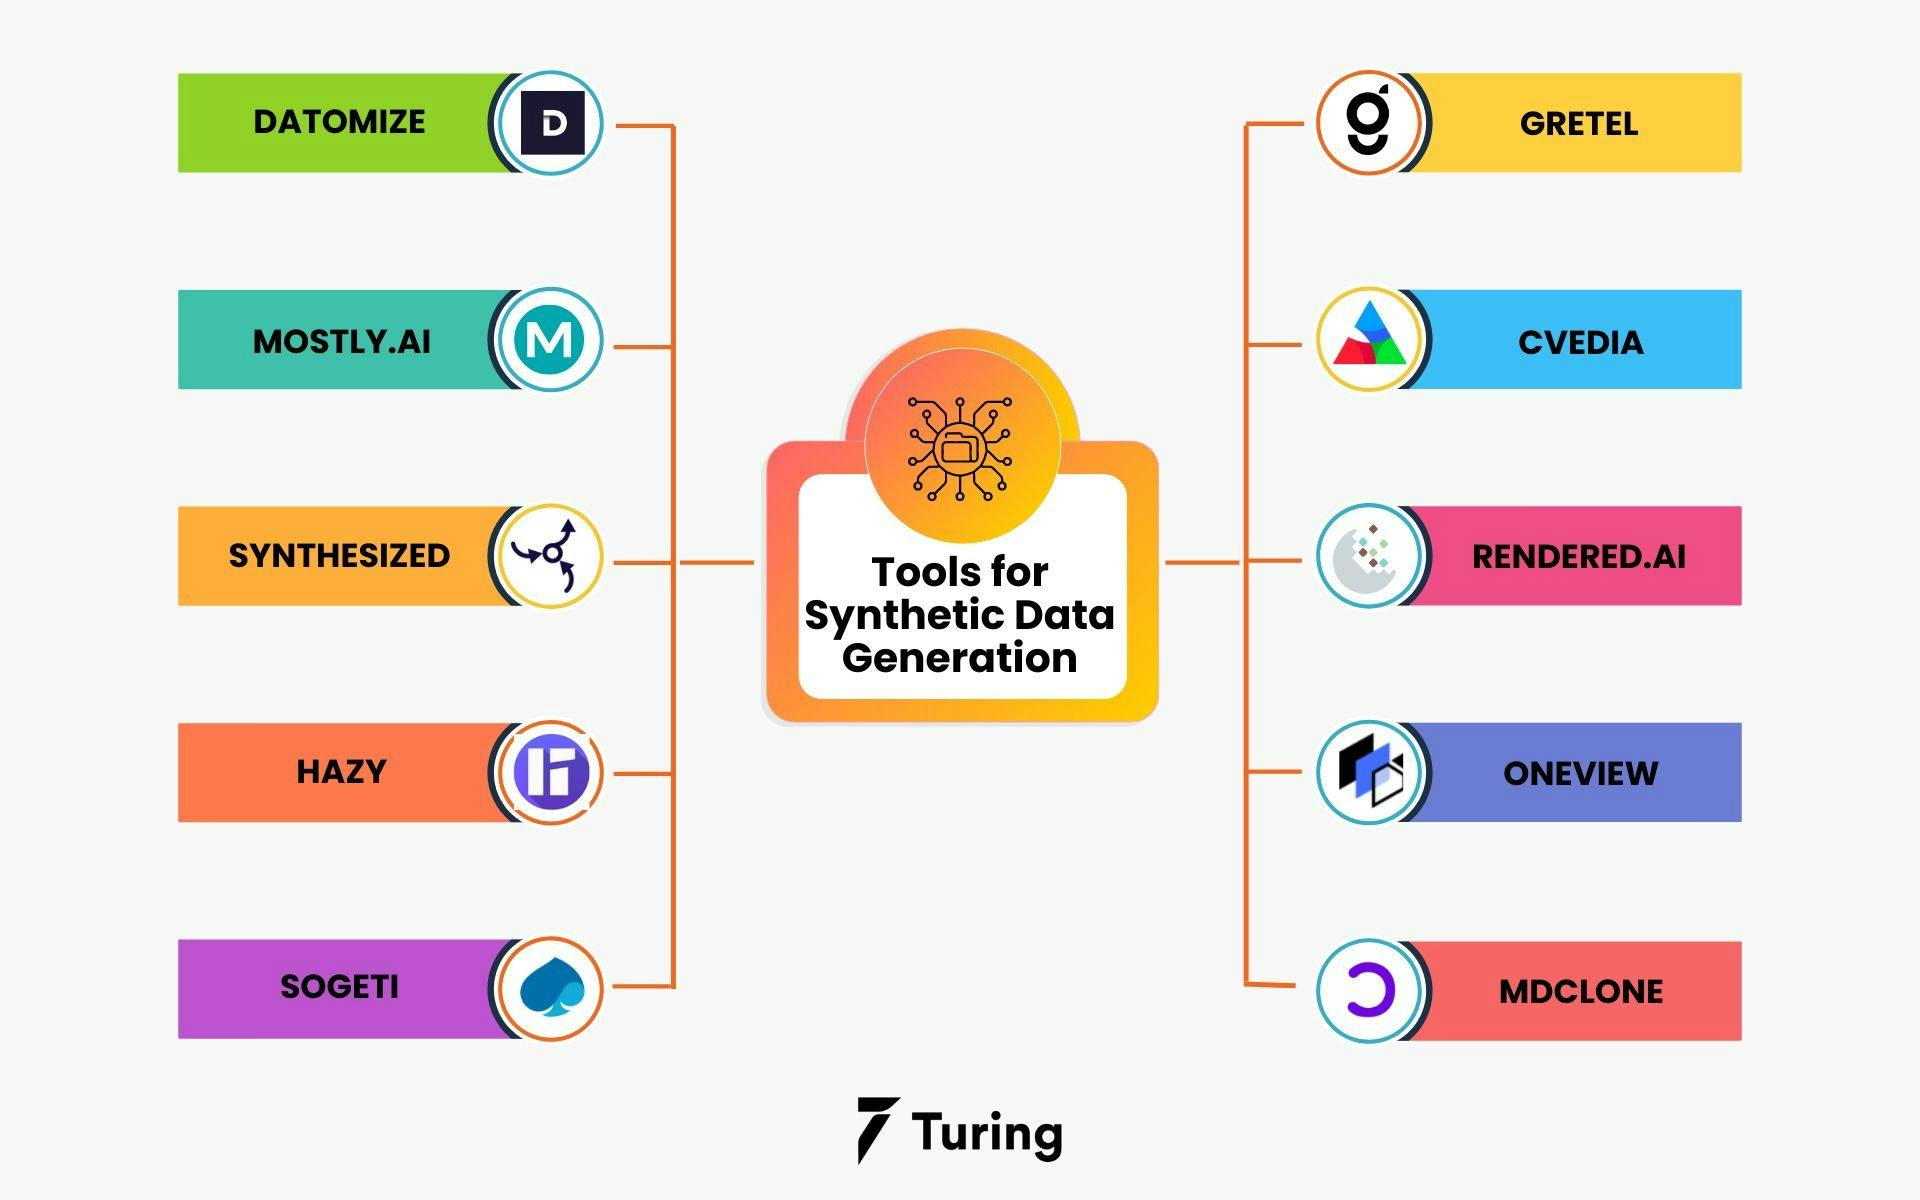 DATOMIZE
MOSTLY.AI
SYNTHESIZED
HAZY
SOGETI
Tools for
Synthetic Data
Generation
GRETEL
CVEDIA
RENDERED.AI
ONEVIEW
MDCLONE
D
M
Turing